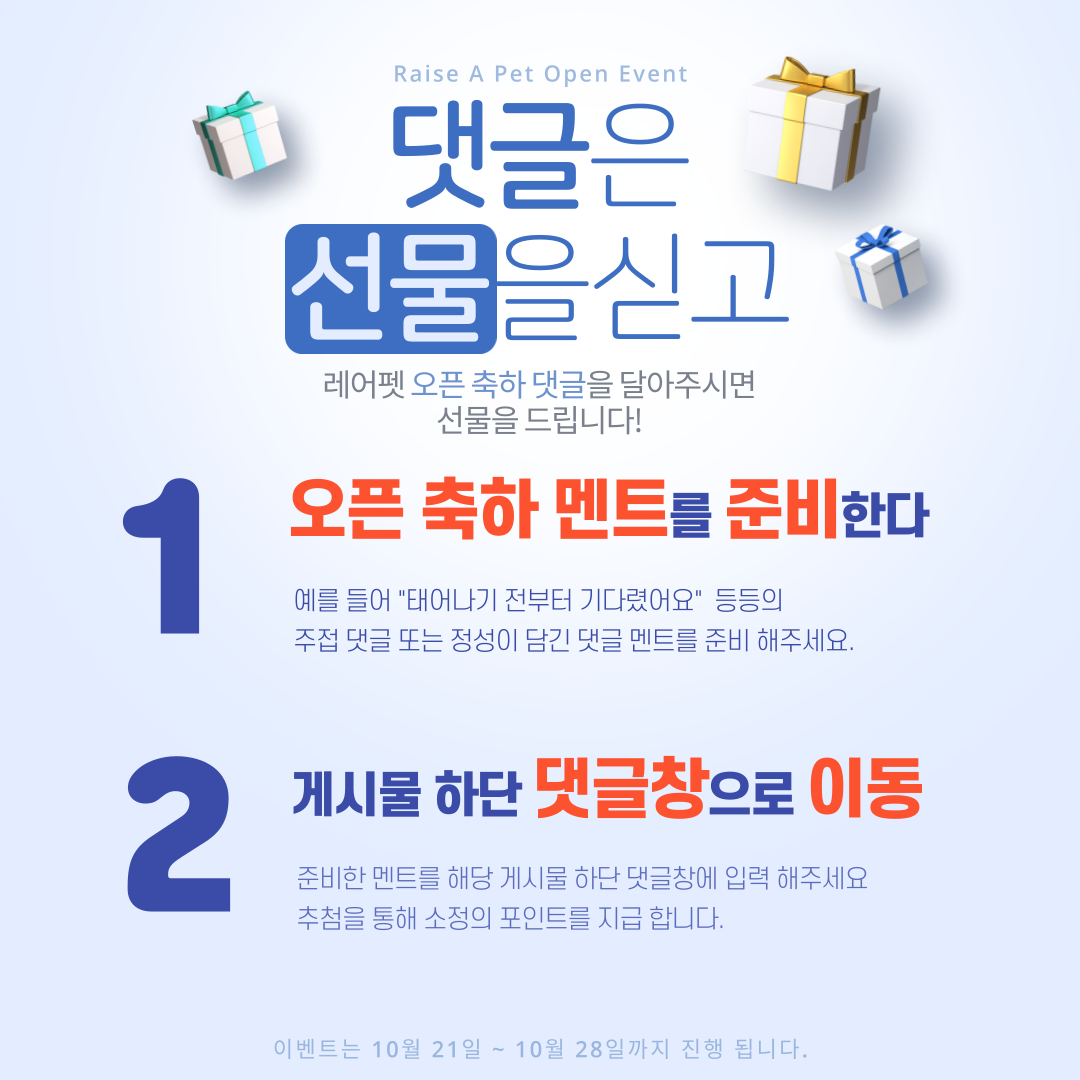 Raise A Pet Open Event
댓글은
선물을싣고
레어펫 오픈 축하 댓글을 달아주시면
선물을 드립니다!
1
오픈 축하 멘트를 준비한다
예를 들어 "태어나기 전부터 기다렸어요" 등등의
주접 댓글 또는 정성이 담긴 댓글 멘트를 준비 해주세요.
2
게시물 하단 댓글창으로 이동
준비한 멘트를 해당 게시물 하단 댓글창에 입력 해주세요
추첨을 통해 소정의 포인트를 지급 합니다.
이벤트는 10월 21일 ~ 10월 28일까지 진행 됩니다.